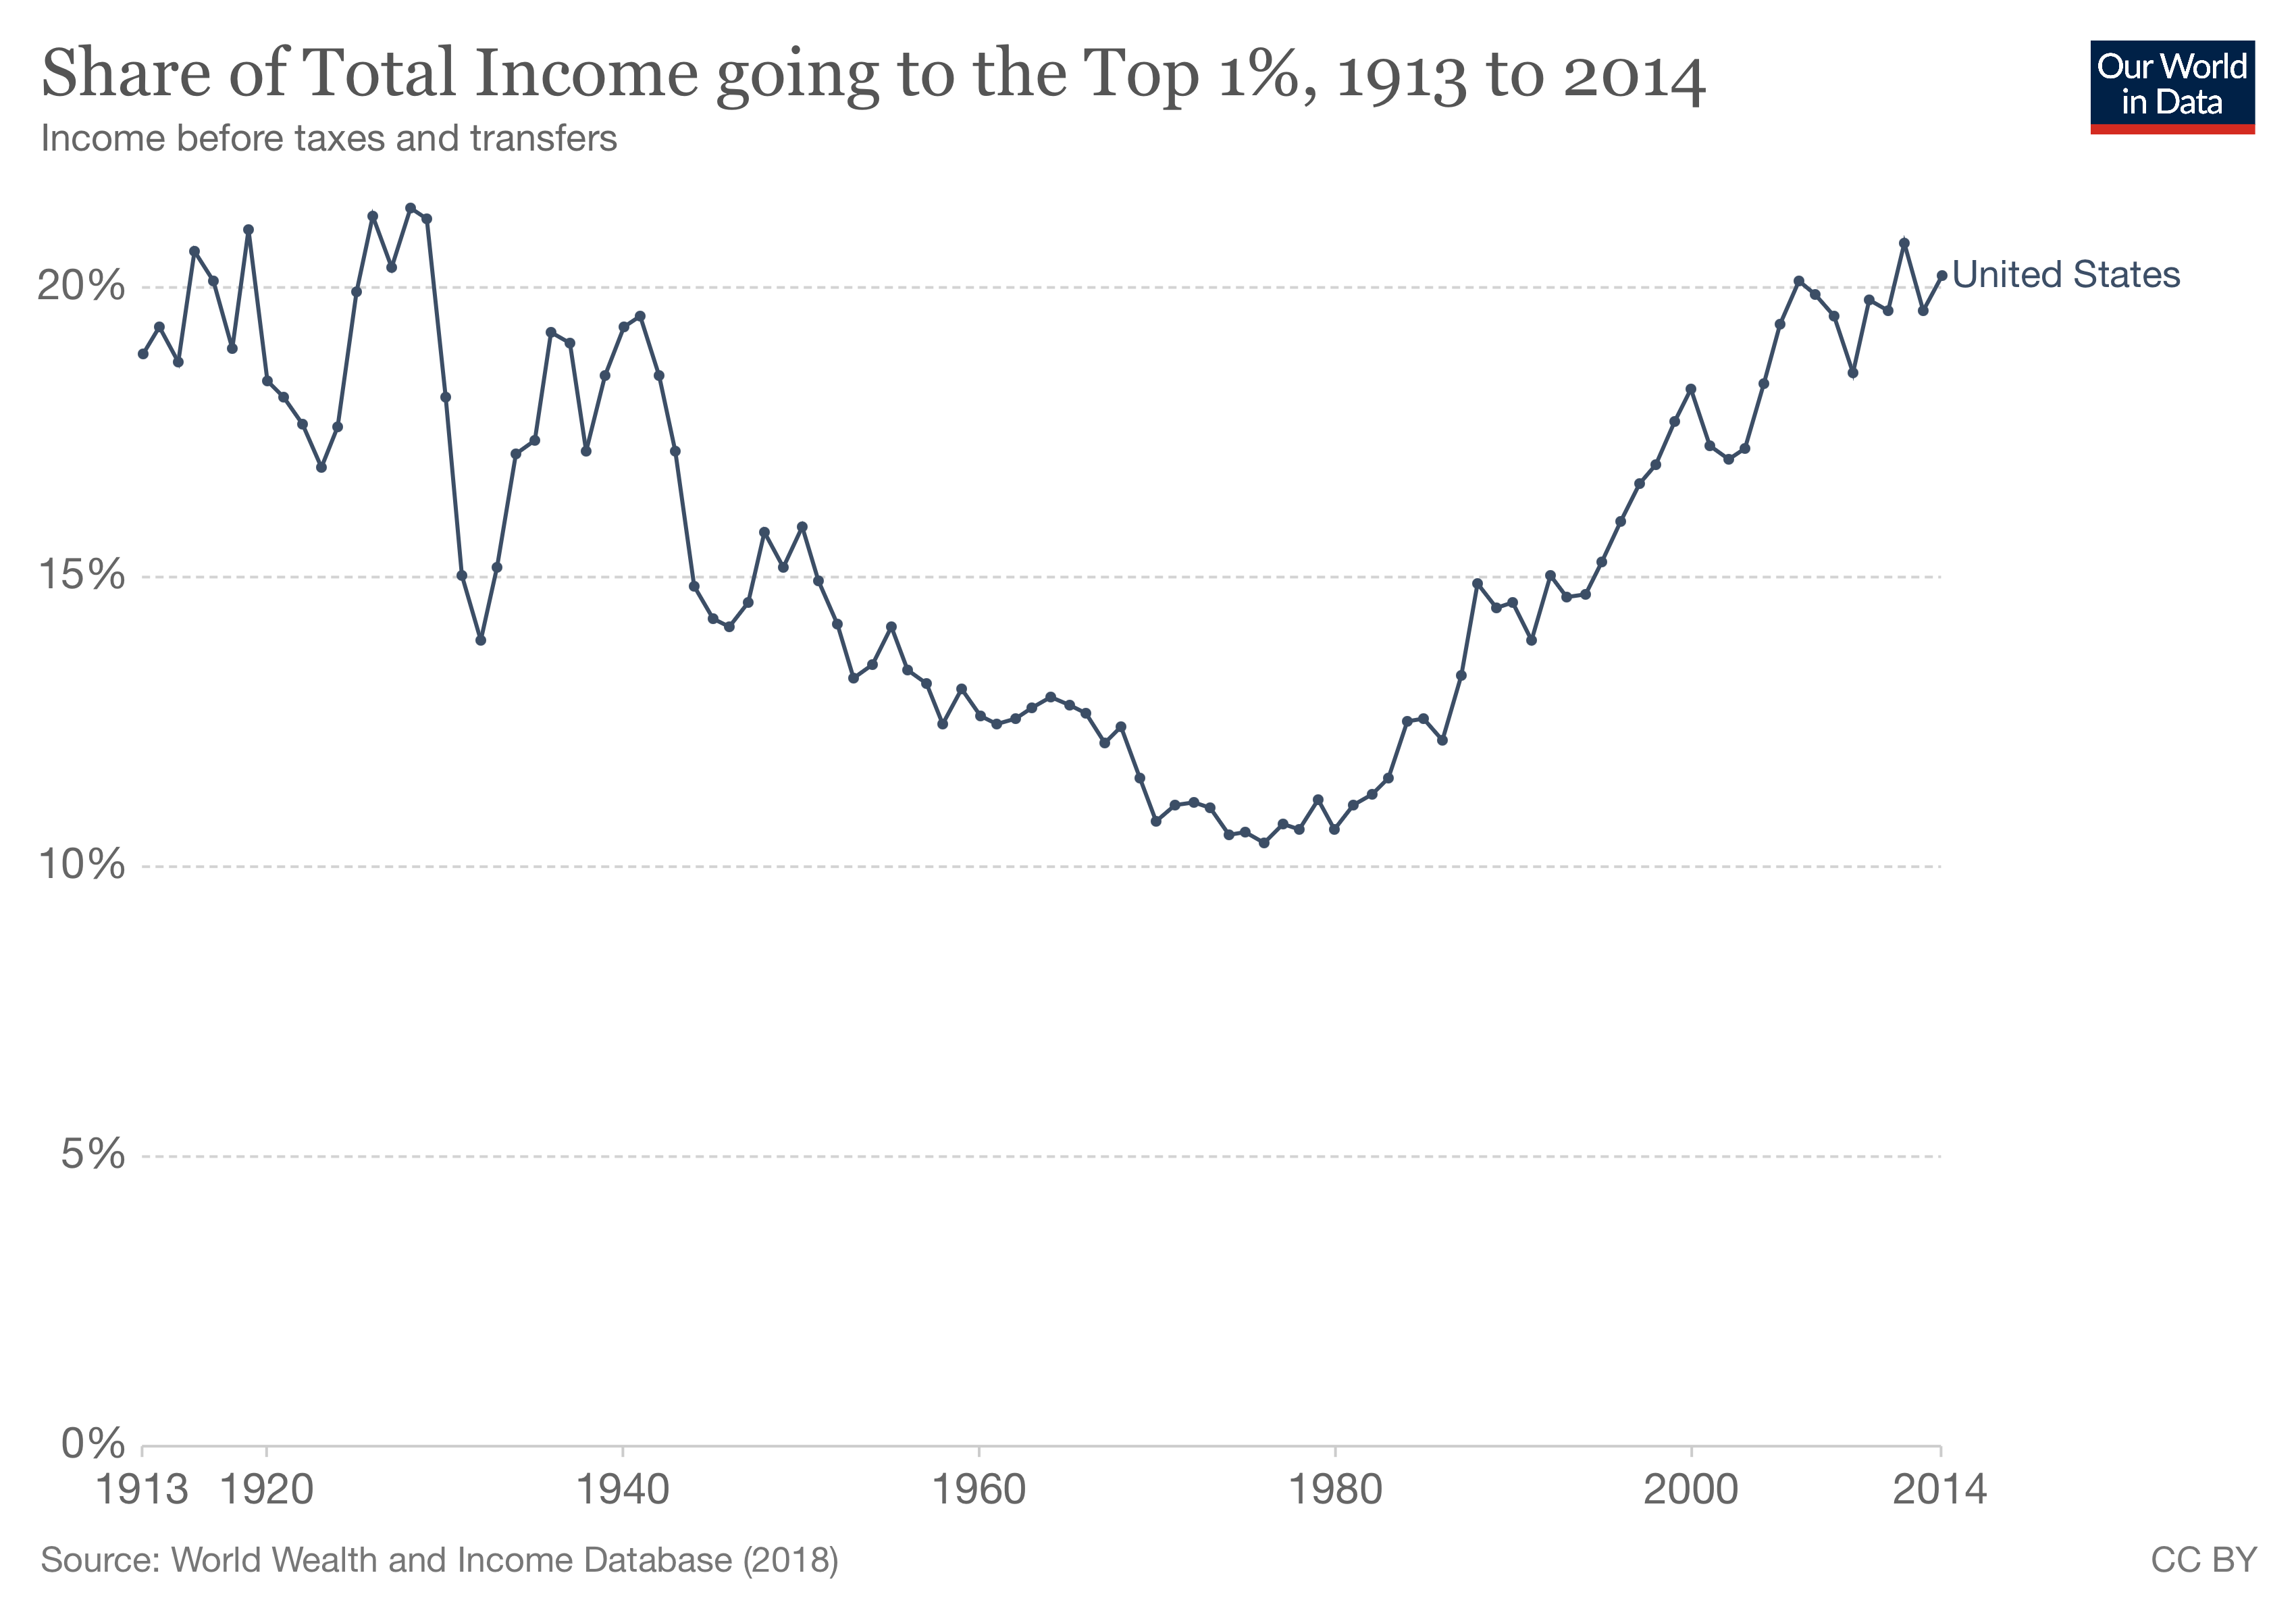 Share of Total Income going to the Top 1%, 1913 to 2014
Income before taxes and transfers
Our World
in Data
20%
15%
10%
5%
0%
United States
1913 1920 1940 1960 1980 2000 2014
Source: World Wealth and Income Database (2018)
CC BY